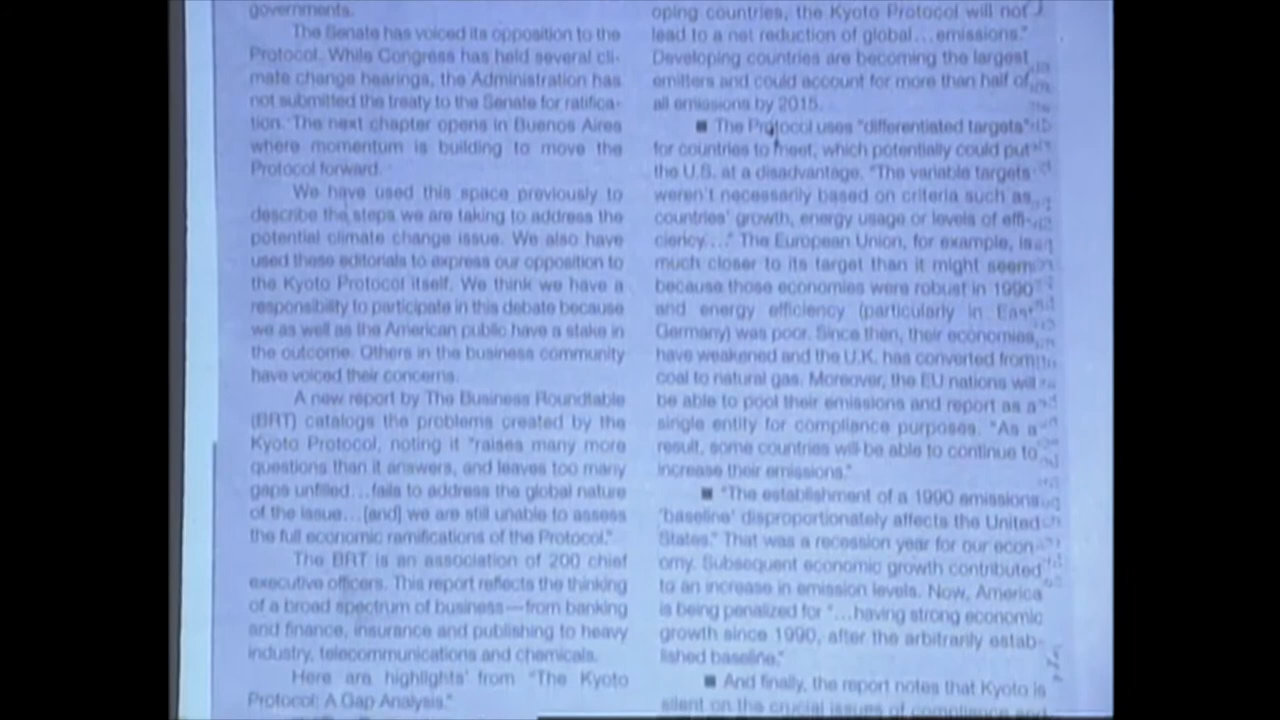 governments.
The Senate has voiced its opposition to the
Protocol. While Congress has held several cli-
mate change hearings, the Administration has
not submitted the treaty to the Senate for ratifica-
tion. The next chapter opens in Buenos Aires
where momentum is building to move the
Protocol forward.
We have used this space previously to
describe the steps we are taking to address the
potential climate change issue. We also have
used these editorials to express our opposition to
the Kyoto Protocol itself. We think we have a
responsibility to participate in this debate because
we as well as the American public have a stake in
the outcome. Others in the business community
have voiced their concerns.
A new report by The Business Roundtable
(BRT) catalogs the problems created by the
Kyoto Protocol, noting it "raises many more
questions than it answers, and leaves too many
gaps unfilled...fails to address the global nature
of the issue...[and] we are still unable to assess
the full economic ramifications of the Protocol."
The BRT is an association of 200 chief
executive officers. This report reflects the thinking
of a broad spectrum of business—from banking
and finance, insurance and publishing to heavy
industry, telecommunications and chemicals.
Here are highlights from "The Kyoto
Protocol: A Gap Analysis."
oping countries, the Kyoto Protocol will not
lead to a net reduction of global...emissions."
Developing countries are becoming the largest
emitters and could account for more than half of
all emissions by 2015.
■ The Protocol uses "differentiated targets"
for countries to meet, which potentially could put
the U.S. at a disadvantage. "The variable targets
weren't necessarily based on criteria such as
countries' growth, energy usage or levels of effi-
ciency...." The European Union, for example, is
much closer to its target than it might seem
because those economies were robust in 1990
and energy efficiency (particularly in East
Germany) was poor. Since then, their economies
have weakened and the U.K. has converted from
coal to natural gas. Moreover, the EU nations will
be able to pool their emissions and report as a
single entity for compliance purposes. "As a
result, some countries will be able to continue to
increase their emissions."
■ "The establishment of a 1990 emissions
'baseline' disproportionately affects the United
States." That was a recession year for our econ-
omy. Subsequent economic growth contributed
to an increase in emission levels. Now, America
is being penalized for "...having strong economic
growth since 1990, after the arbitrarily estab-
lished baseline."
■ And finally, the report notes that Kyoto is
silent on the crucial issues of compliance and